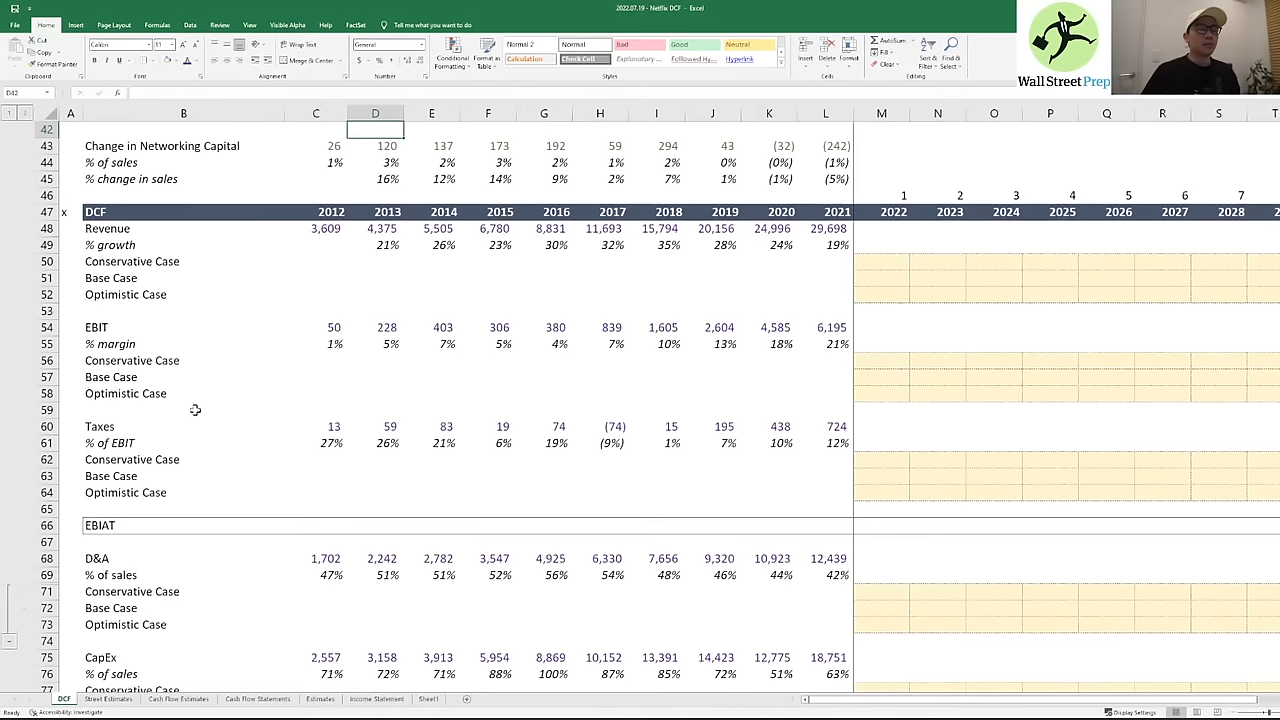 2022.07.19 - Netflix DCF - Excel
File Home Insert Page Layout Formulas Data Review View Visible Alpha Help FactSet Tell me what you want to do
Cut
Copy
Format Painter
Paste
Clipboard
Calibri 11
Font
Wrap Text
Merge & Center
Alignment
General
Number
Conditional Formatting
Format as Table
Normal 2 Normal Bad Good Neutral
Calculation Check Cell Explanatory ... Followed Hy... Hyperlink
Styles
Insert Delete Format
Cells
AutoSum
Fill
Clear
Sort & Filter
Find & Select
Editing
Wall Street Prep
D42 fx
1 2 A B C D E F G H I J K L M N O P Q R S T
42
43 Change in Networking Capital 26 120 137 173 192 59 294 43 (32) (242)
44 % of sales 1% 3% 2% 3% 2% 1% 2% 0% (0%) (1%)
45 % change in sales 16% 12% 14% 9% 2% 7% 1% (1%) (5%)
46 1 2 3 4 5 6 7
47 x DCF 2012 2013 2014 2015 2016 2017 2018 2019 2020 2021 2022 2023 2024 2025 2026 2027 2028 2
48 Revenue 3,609 4,375 5,505 6,780 8,831 11,693 15,794 20,156 24,996 29,698
49 % growth 21% 26% 23% 30% 32% 35% 28% 24% 19%
50 Conservative Case
51 Base Case
52 Optimistic Case
53
54 EBIT 50 228 403 306 380 839 1,605 2,604 4,585 6,195
55 % margin 1% 5% 7% 5% 4% 7% 10% 13% 18% 21%
56 Conservative Case
57 Base Case
58 Optimistic Case
59
60 Taxes 13 59 83 19 74 (74) 15 195 438 724
61 % of EBIT 27% 26% 21% 6% 19% (9%) 1% 7% 10% 12%
62 Conservative Case
63 Base Case
64 Optimistic Case
65
66 EBIAT
67
68 D&A 1,702 2,242 2,782 3,547 4,925 6,330 7,656 9,320 10,923 12,439
69 % of sales 47% 51% 51% 52% 56% 54% 48% 46% 44% 42%
71 Conservative Case
72 Base Case
73 Optimistic Case
74
75 CapEx 2,557 3,158 3,913 5,954 8,869 10,152 13,391 14,423 12,775 18,751
76 % of sales 71% 72% 71% 88% 100% 87% 85% 72% 51% 63%
77 Conservative Case
DCF Street Estimates Cash Flow Estimates Cash Flow Statements Estimates Income Statement Sheet1
Ready Accessibility: Investigate Display Settings